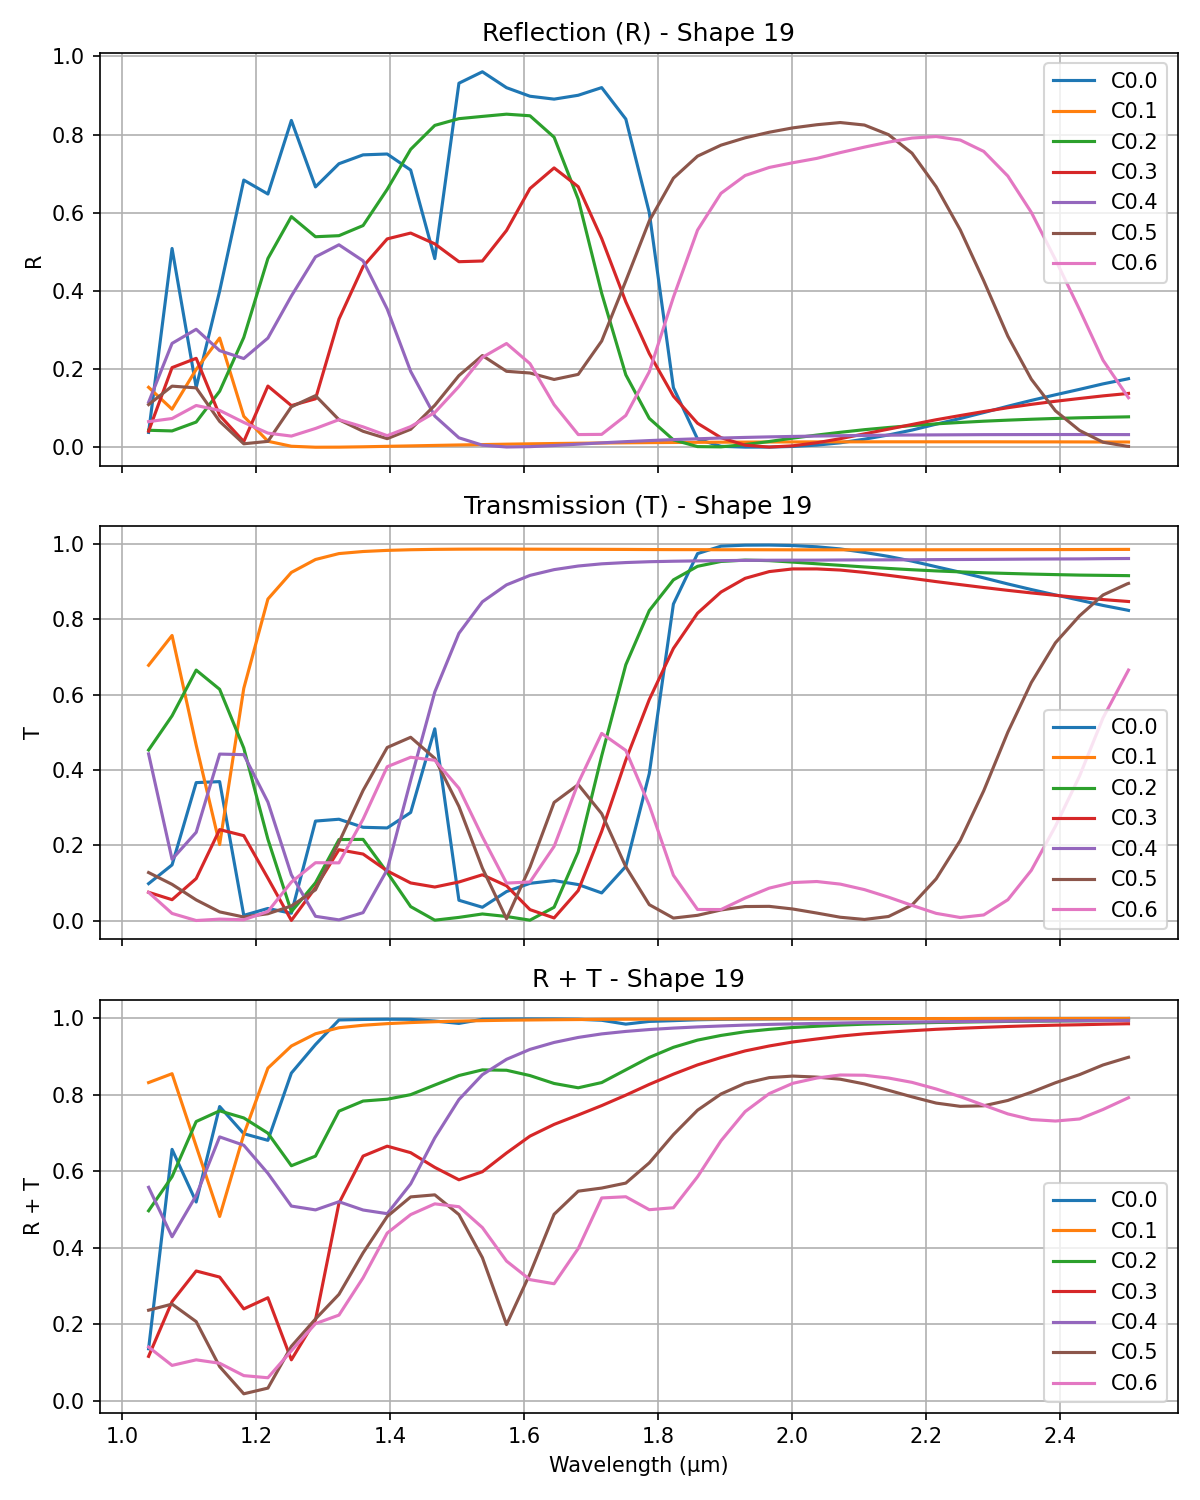 Reflection (R) - Shape 19
1.0
0.8
0.6
0.4
0.2
0.0
R
C0.0
C0.1
C0.2
C0.3
C0.4
C0.5
C0.6
Transmission (T) - Shape 19
1.0
0.8
0.6
0.4
0.2
0.0
T
C0.0
C0.1
C0.2
C0.3
C0.4
C0.5
C0.6
R + T - Shape 19
1.0
0.8
0.6
0.4
0.2
0.0
R + T
C0.0
C0.1
C0.2
C0.3
C0.4
C0.5
C0.6
1.0 1.2 1.4 1.6 1.8 2.0 2.2 2.4
Wavelength (μm)